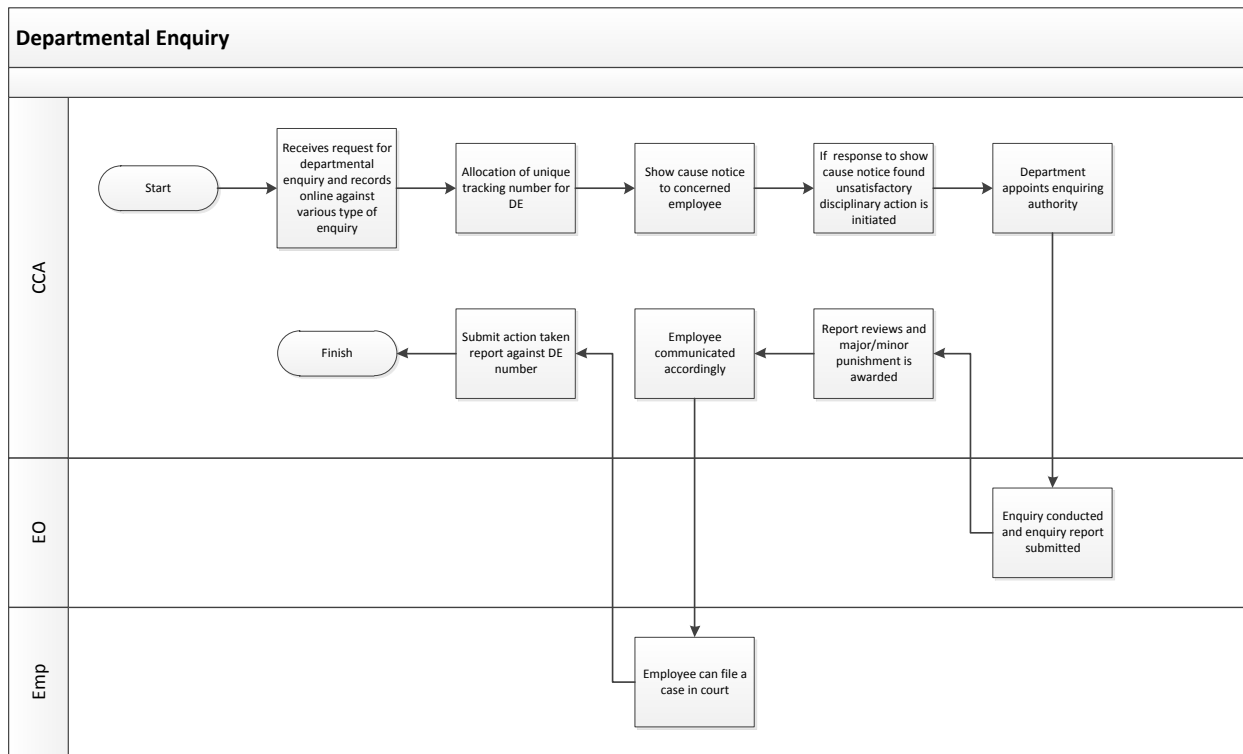 Departmental Enquiry
CCA
Start
Receives request for
departmental
enquiry and records
online against
various type of
enquiry
Allocation of unique
tracking number for
DE
Show cause notice
to concerned
employee
If response to show
cause notice found
unsatisfactory
disciplinary action is
initiated
Department
appoints enquiring
authority
Finish
Submit action taken
report against DE
number
Employee
communicated
accordingly
Report reviews and
major/minor
punishment is
awarded
EO
Enquiry conducted
and enquiry report
submitted
Emp
Employee can file a
case in court